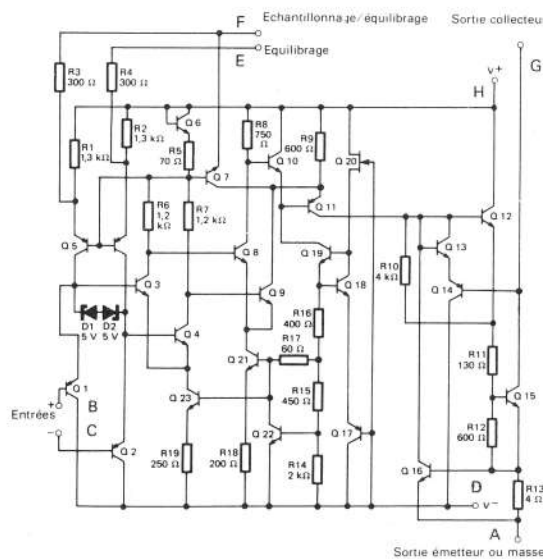 F Echantillonnage/équilibrage Sortie collecteur
E Equilibrage G
R3 300 Ω
R4 300 Ω
H V+
R1 1,3 kΩ
R2 1,3 kΩ
Q 6
R5 70 Ω
R8 750 Ω
R9 600 Ω
Q 10
Q 20
Q 7
Q 11
Q 12
R6 1,2 kΩ
R7 1,2 kΩ
Q 5
Q 8
Q 19
Q 13
Q 3
Q 9
Q 18
R10 4 kΩ
Q 14
D1 5 V
D2 5 V
Q 4
R16 400 Ω
R17 60 Ω
R11 130 Ω
Q 21
Q 1
Q 23
R15 450 Ω
Q 15
Entrées
+ B
− C
Q 22
Q 17
R12 600 Ω
Q 2
R19 250 Ω
R18 200 Ω
R14 2 kΩ
Q 16
D
V−
R13 4 Ω
A
Sortie émetteur ou masse